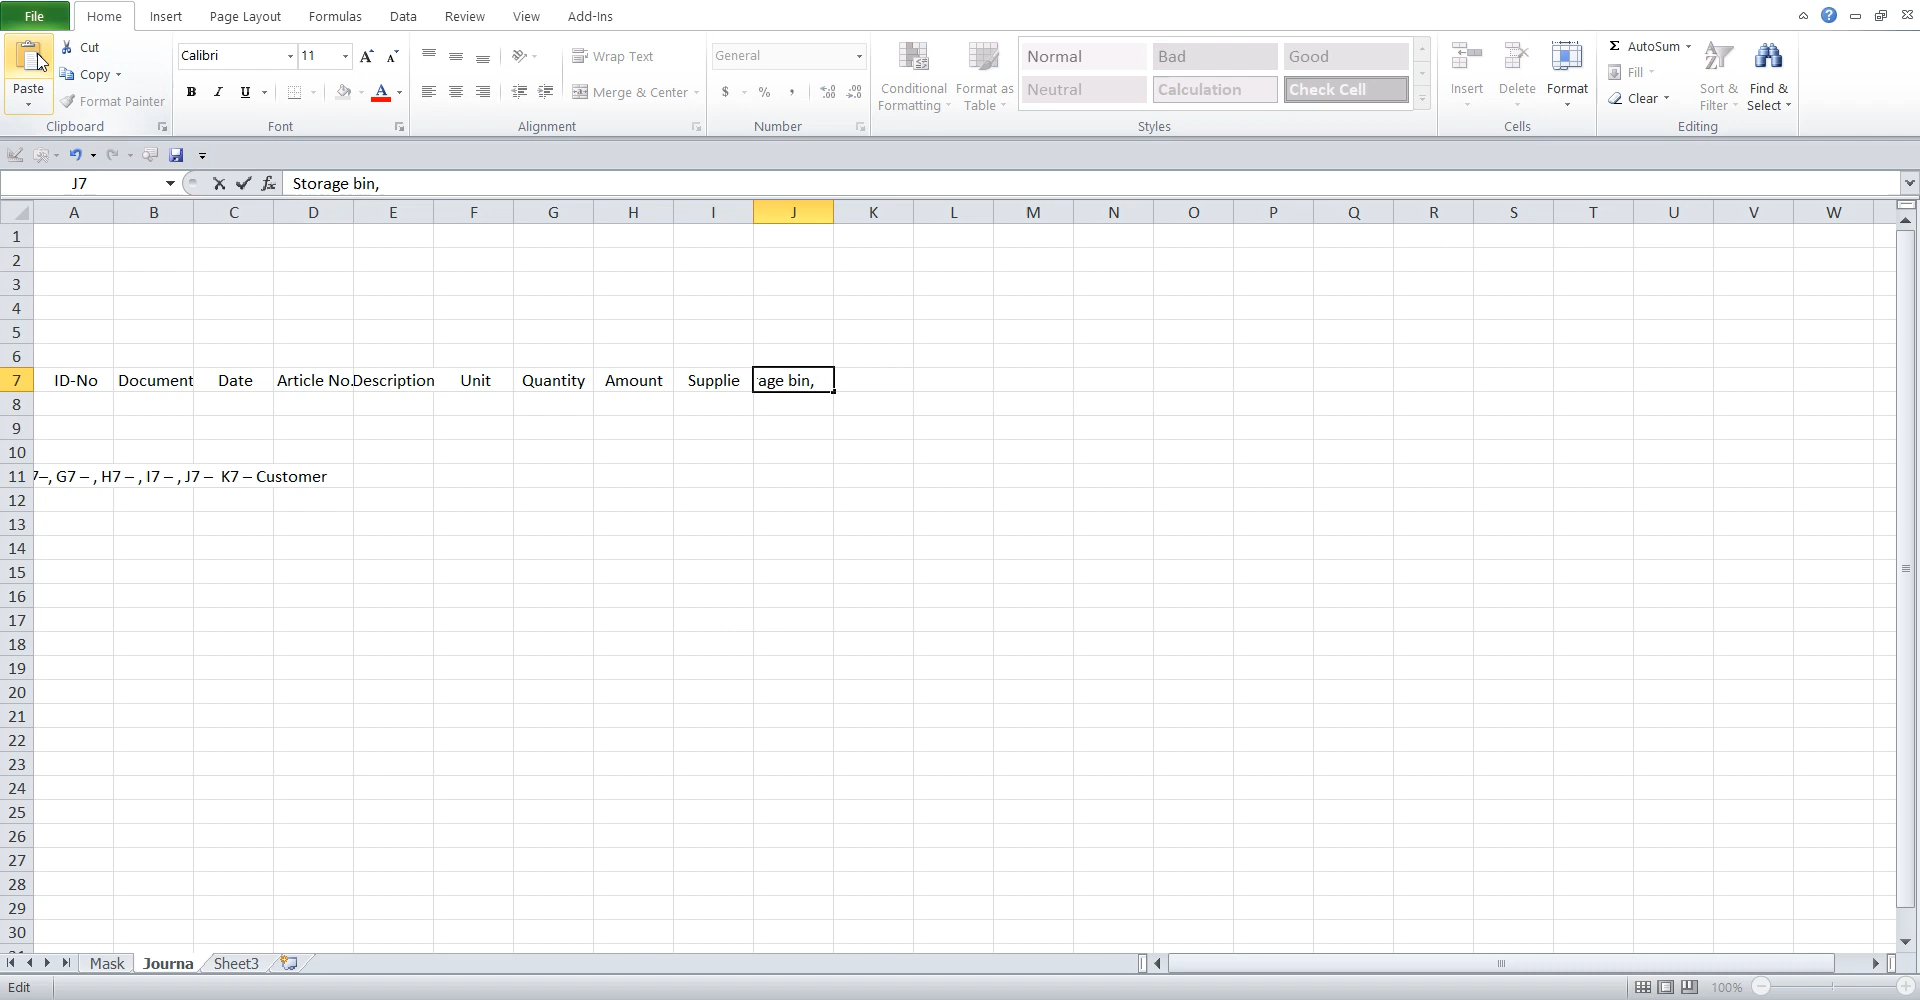 File Home Insert Page Layout Formulas Data Review View Add-Ins
Paste
Cut
Copy
Format Painter
Clipboard
Calibri 11
B I U
Font
Wrap Text
Merge & Center
Alignment
General
$ % ,
Number
Conditional Formatting
Format as Table
Normal Bad Good
Neutral Calculation Check Cell
Styles
Insert Delete Format
Cells
AutoSum
Fill
Clear
Sort & Filter
Find & Select
Editing
J7 fx Storage bin,
A B C D E F G H I J K L M N O P Q R S T U V W
1
2
3
4
5
6
7 ID-No Document Date Article No. Description Unit Quantity Amount Supplie age bin,
8
9
10
11 7–, G7 – , H7 – , I7 – , J7 – K7 – Customer
12
13
14
15
16
17
18
19
20
21
22
23
24
25
26
27
28
29
30
Mask Journa Sheet3
Edit 100%